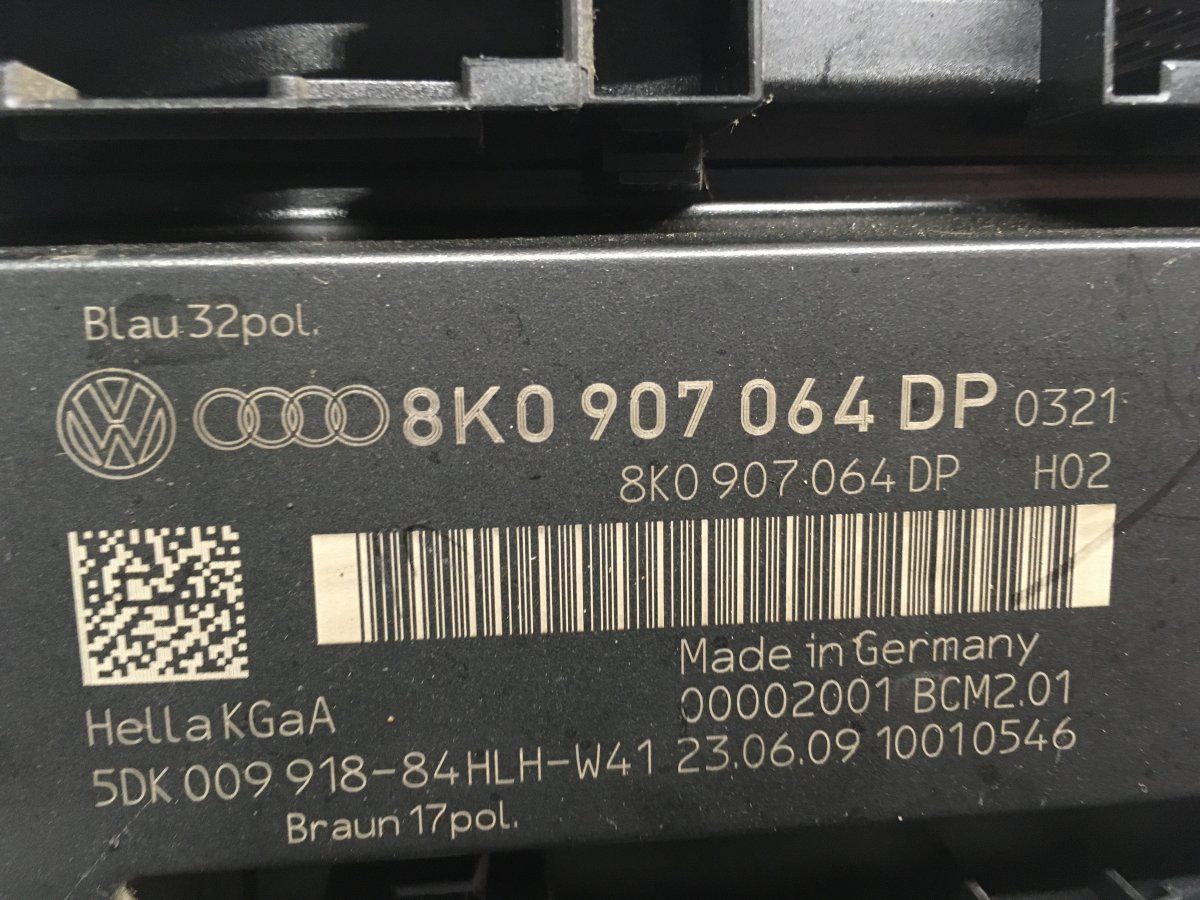 Blau 32pol.
8K0 907 064 DP 0321
8K0 907 064 DP H02
Made in Germany
00002001 BCM2.01
Hella KGaA
5DK 009 918-84 HLH-W41 23.06.09 10010546
Braun 17pol.